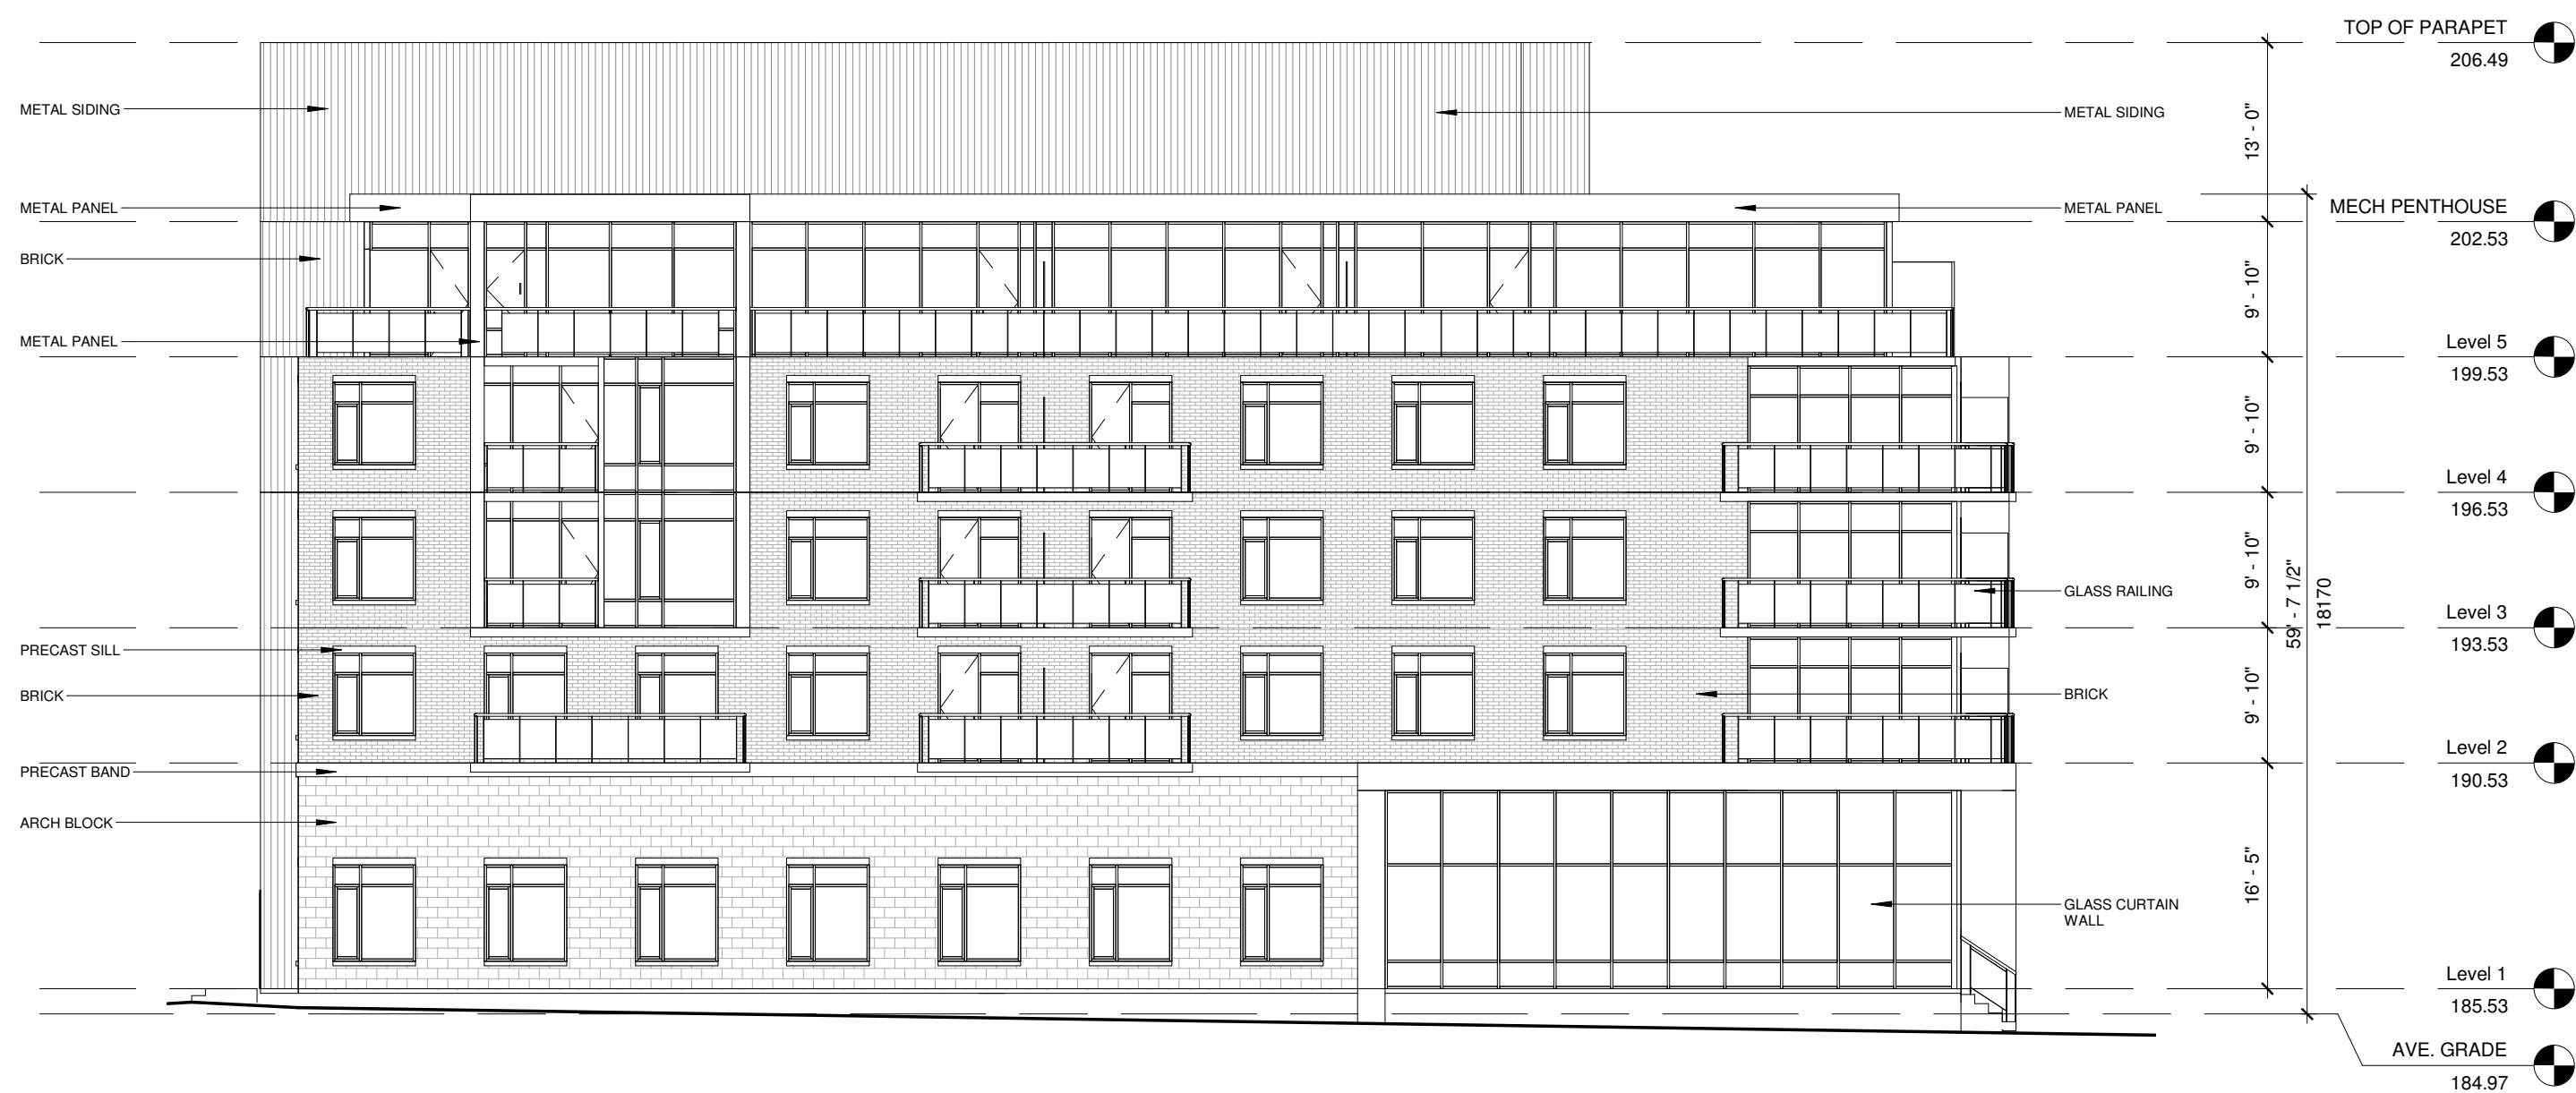 TOP OF PARAPET
206.49
METAL SIDING
METAL SIDING
13' - 0"
METAL PANEL
METAL PANEL
MECH PENTHOUSE
202.53
BRICK
9' - 10"
METAL PANEL
Level 5
199.53
9' - 10"
Level 4
196.53
9' - 10"
GLASS RAILING
59' - 7 1/2"
18170
Level 3
193.53
PRECAST SILL
BRICK
BRICK
9' - 10"
Level 2
190.53
PRECAST BAND
ARCH BLOCK
16' - 5"
GLASS CURTAIN
WALL
Level 1
185.53
AVE. GRADE
184.97